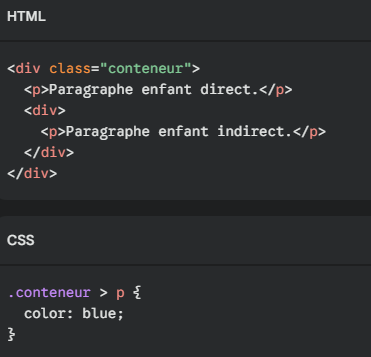 HTML
<div class="conteneur">
  <p>Paragraphe enfant direct.</p>
  <div>
    <p>Paragraphe enfant indirect.</p>
  </div>
</div>
CSS
.conteneur > p {
  color: blue;
}